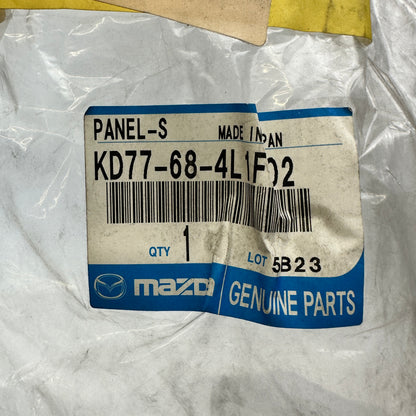 PANEL-S MADE IN JAPAN
KD77-68-4L1F02
QTY 1 LOT 5B23
mazda GENUINE PARTS